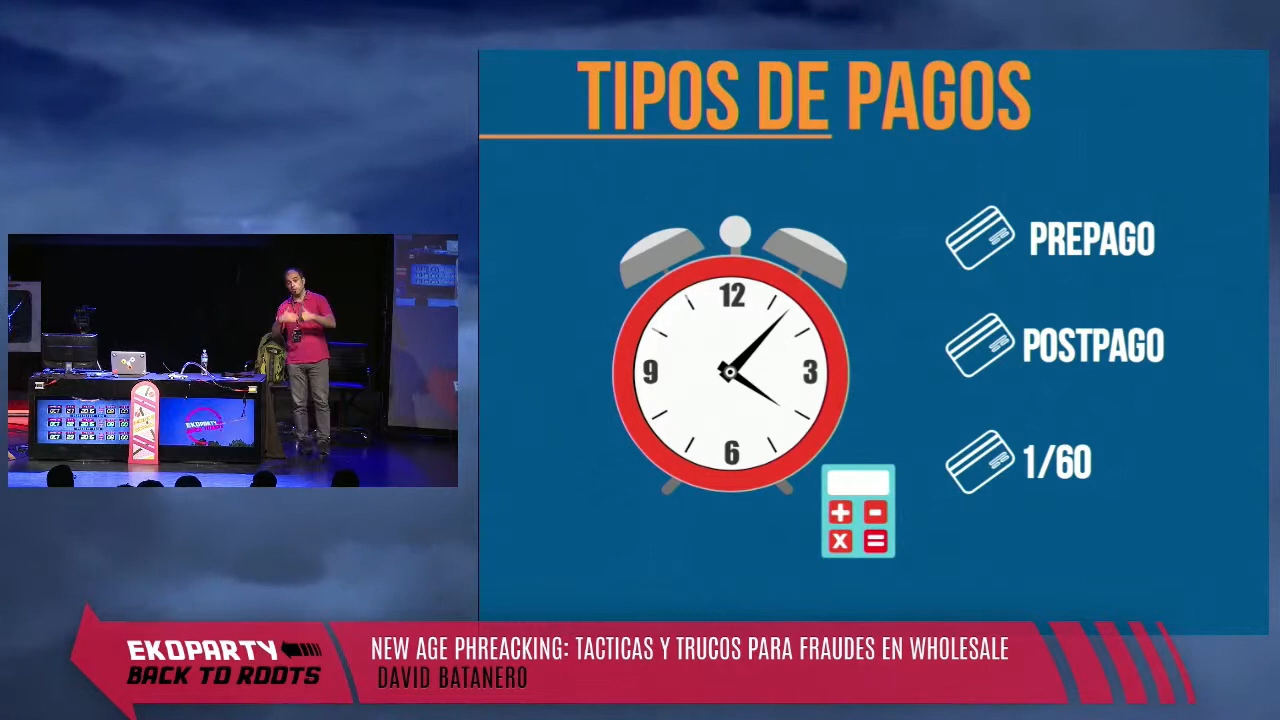 TIPOS DE PAGOS
12
3
6
9
PREPAGO
POSTPAGO
1/60
EKOPARTY
EKOPARTY
BACK TO ROOTS
NEW AGE PHREACKING: TACTICAS Y TRUCOS PARA FRAUDES EN WHOLESALE
DAVID BATANERO